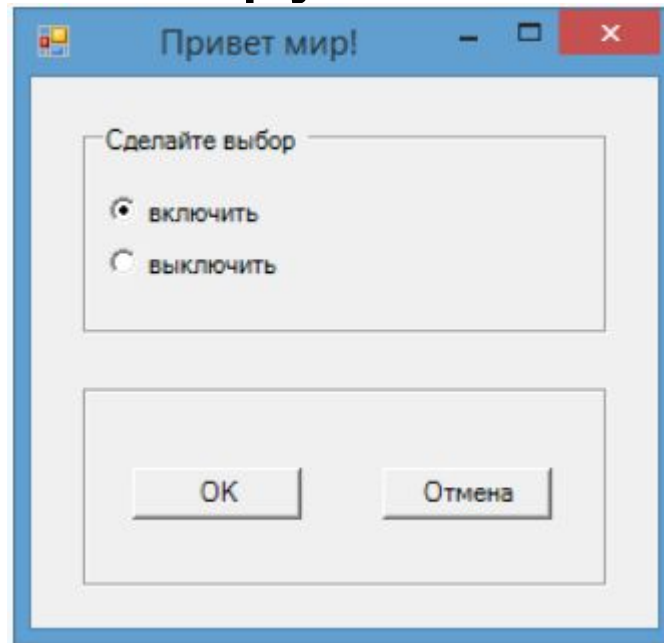 Привет мир!
Сделайте выбор
включить
выключить
OK
Отмена